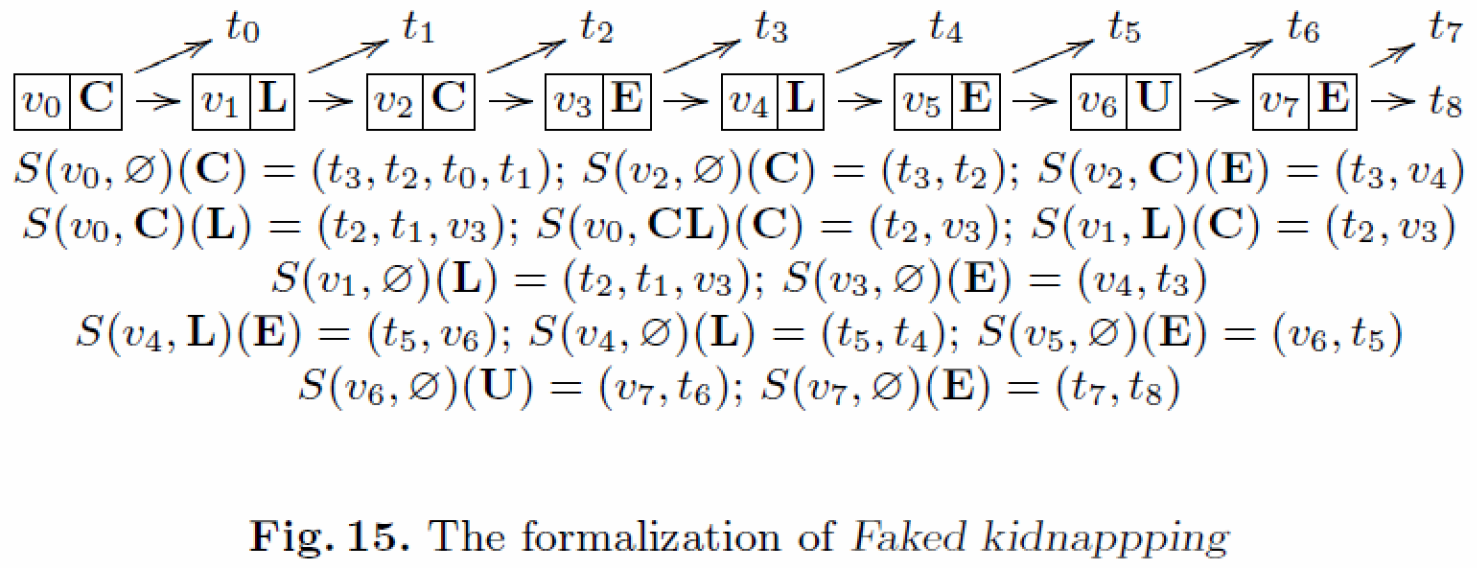 t₀ t₁ t₂ t₃ t₄ t₅ t₆ t₇
v₀ C v₁ L v₂ C v₃ E v₄ L v₅ E v₆ U v₇ E t₈
S(v₀, ∅)(C) = (t₃, t₂, t₀, t₁); S(v₂, ∅)(C) = (t₃, t₂); S(v₂, C)(E) = (t₃, v₄)
S(v₀, C)(L) = (t₂, t₁, v₃); S(v₀, CL)(C) = (t₂, v₃); S(v₁, L)(C) = (t₂, v₃)
S(v₁, ∅)(L) = (t₂, t₁, v₃); S(v₃, ∅)(E) = (v₄, t₃)
S(v₄, L)(E) = (t₅, v₆); S(v₄, ∅)(L) = (t₅, t₄); S(v₅, ∅)(E) = (v₆, t₅)
S(v₆, ∅)(U) = (v₇, t₆); S(v₇, ∅)(E) = (t₇, t₈)
Fig. 15. The formalization of Faked kidnappping